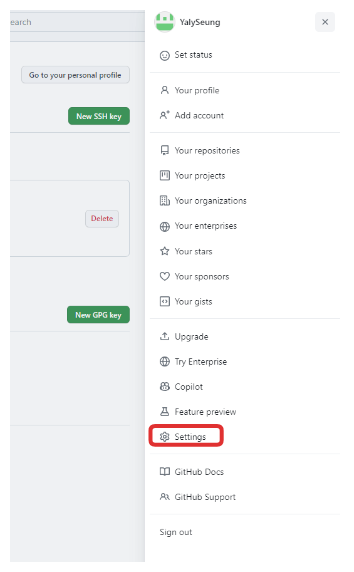 earch
YalySeung
Set status
Go to your personal profile
Your profile
New SSH key
Add account
Your repositories
Your projects
Your organizations
Delete
Your enterprises
Your stars
Your sponsors
Your gists
New GPG key
Upgrade
Try Enterprise
Copilot
Feature preview
Settings
GitHub Docs
GitHub Support
Sign out